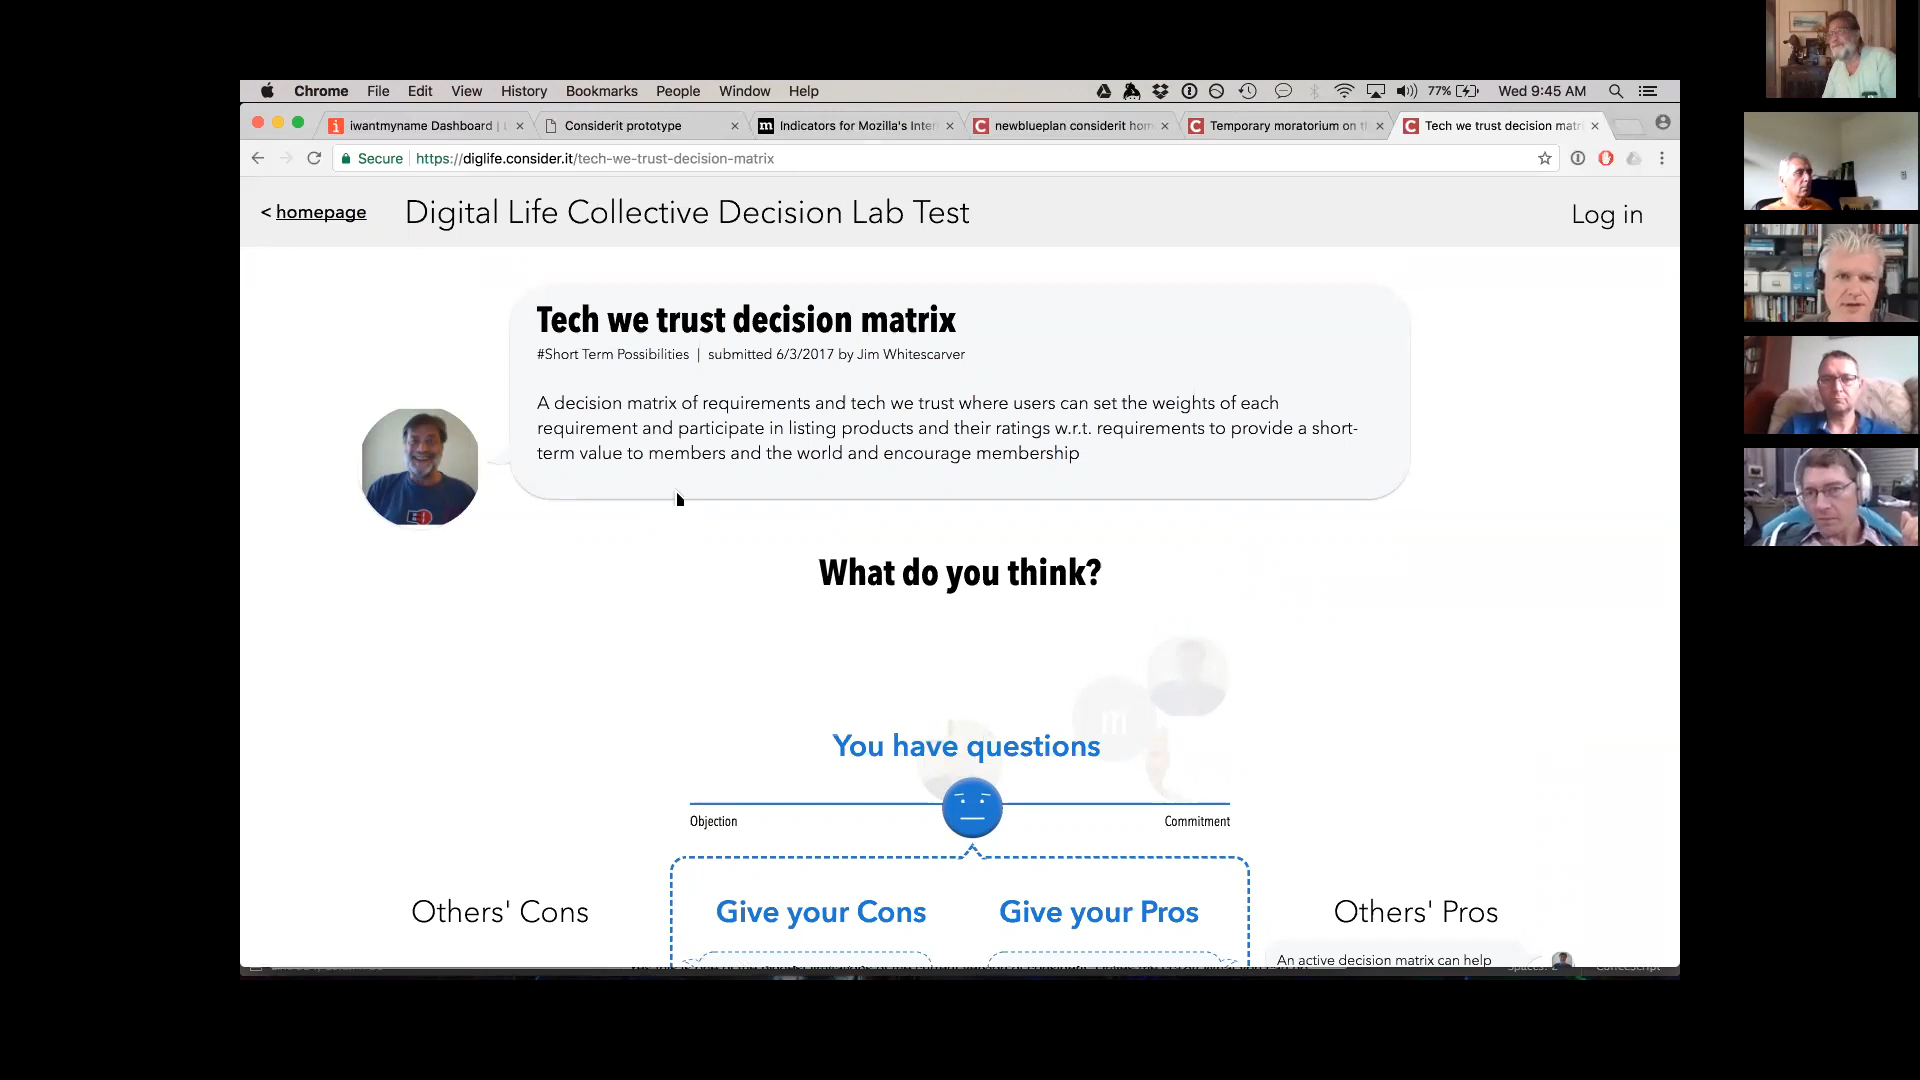 Chrome File Edit View History Bookmarks People Window Help 77% Wed 9:45 AM
iwantmyname Dashboard | Considerit prototype Indicators for Mozilla's Inter newblueplan considerit hom Temporary moratorium on t Tech we trust decision matri
Secure https://diglife.consider.it/tech-we-trust-decision-matrix
< homepage Digital Life Collective Decision Lab Test Log in
Tech we trust decision matrix
#Short Term Possibilities | submitted 6/3/2017 by Jim Whitescarver
A decision matrix of requirements and tech we trust where users can set the weights of each
requirement and participate in listing products and their ratings w.r.t. requirements to provide a short-
term value to members and the world and encourage membership
What do you think?
m
You have questions
Objection Commitment
Others' Cons Give your Cons Give your Pros Others' Pros
An active decision matrix can help